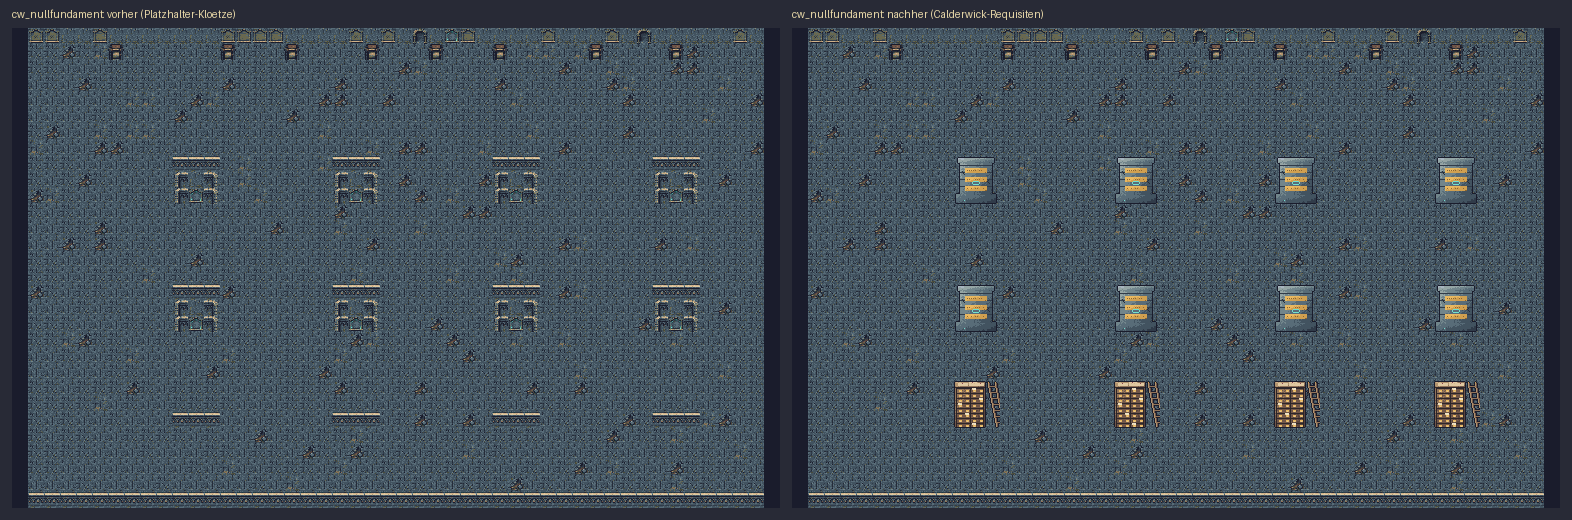 cw_nullfundament vorher (Platzhalter-Kloetze)
cw_nullfundament nachher (Calderwick-Requisiten)